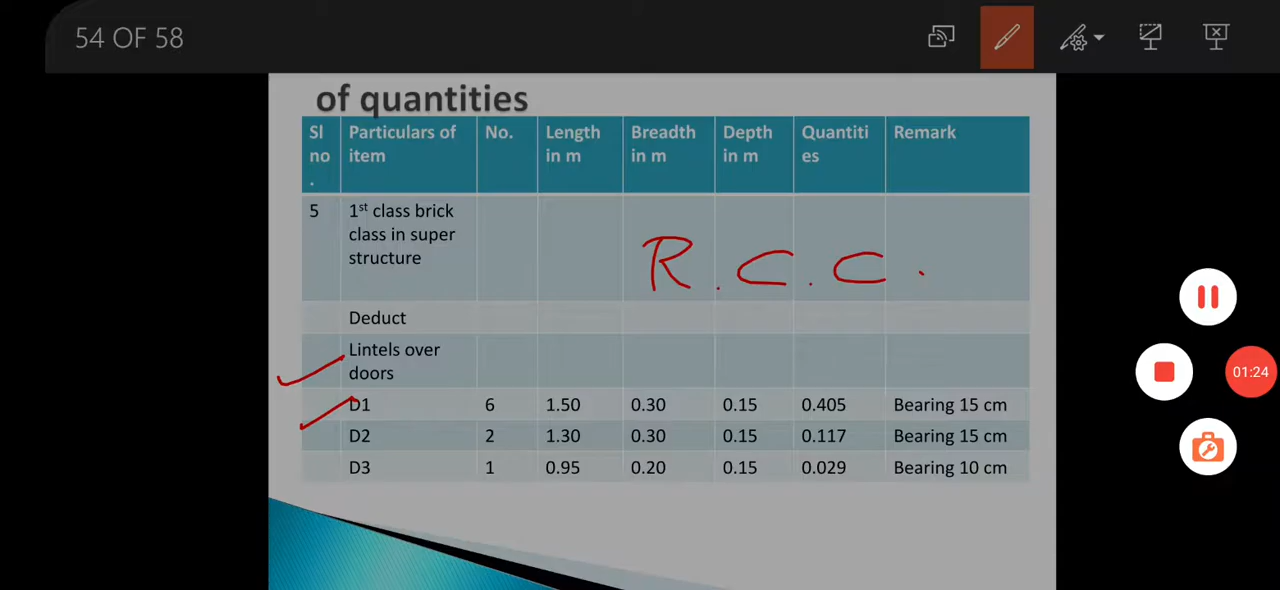 54 OF 58
of quantities
Sl no . Particulars of item No. Length in m Breadth in m Depth in m Quantiti es Remark
5 1st class brick class in super structure
R.C.C.
Deduct
Lintels over doors
D1 6 1.50 0.30 0.15 0.405 Bearing 15 cm
D2 2 1.30 0.30 0.15 0.117 Bearing 15 cm
D3 1 0.95 0.20 0.15 0.029 Bearing 10 cm
01:24